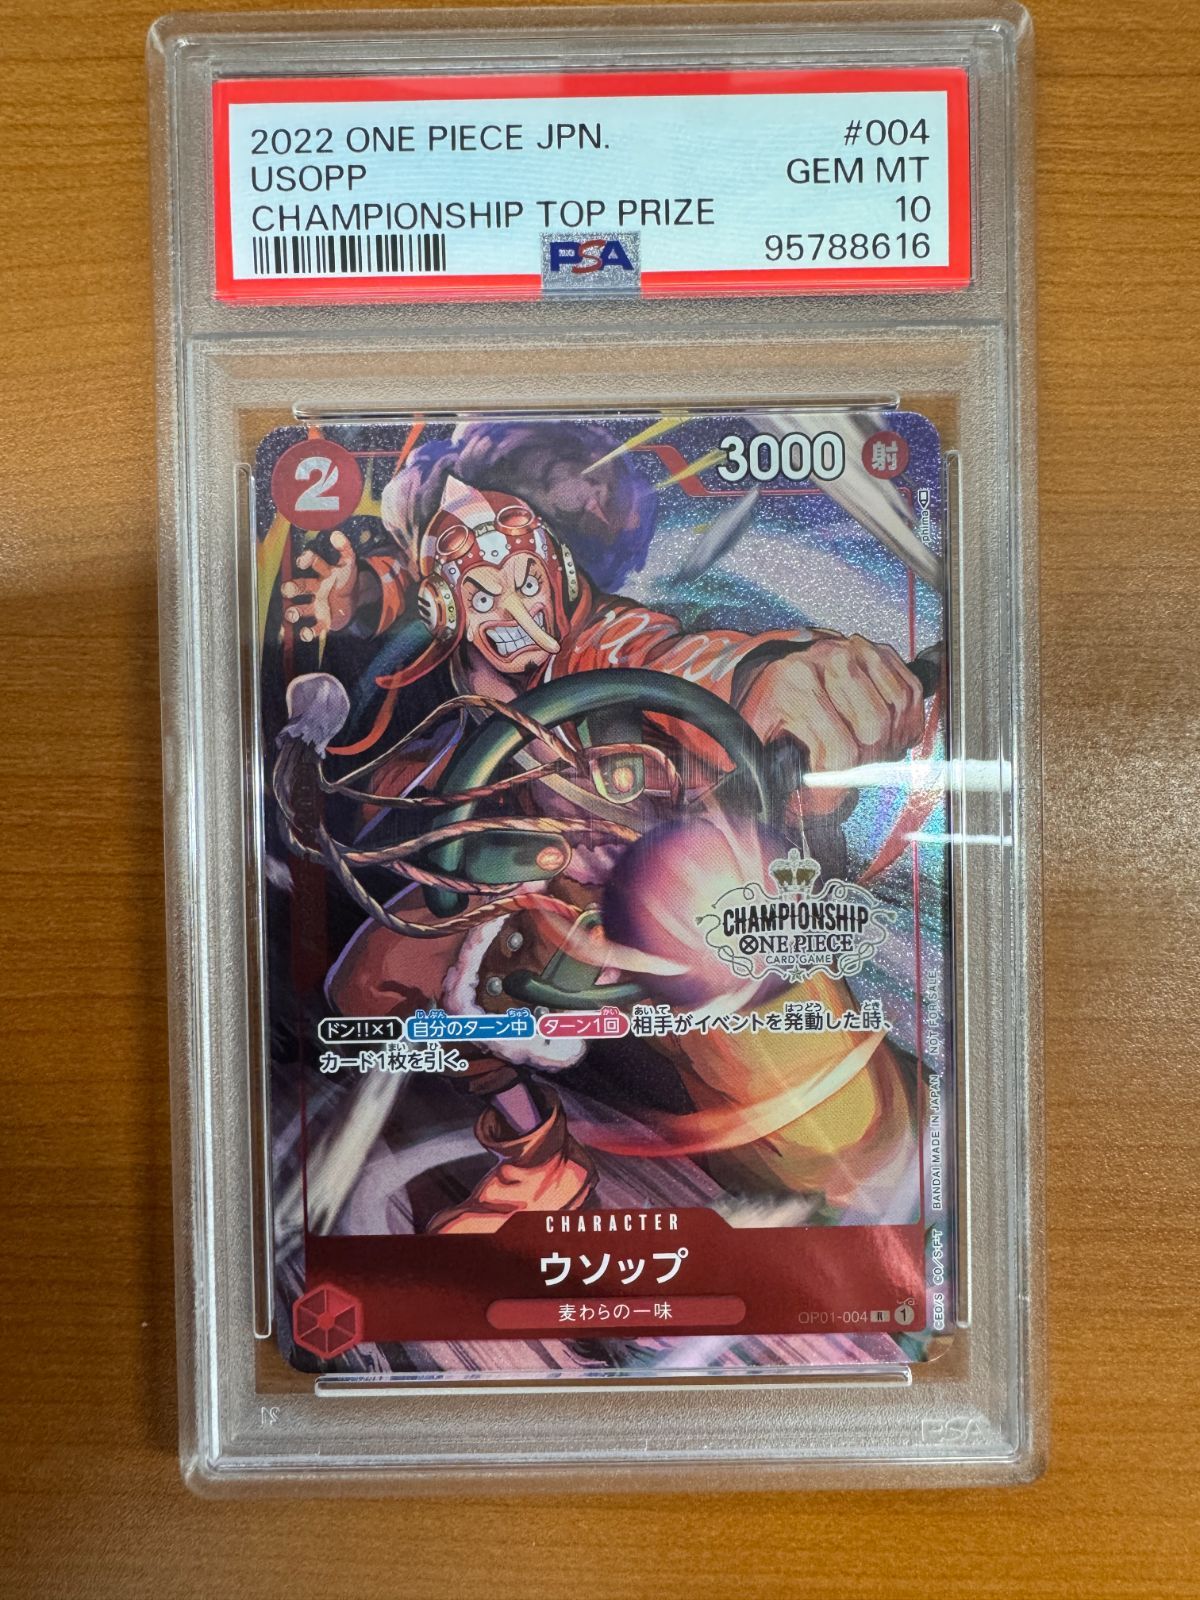 2022 ONE PIECE JPN. #004
USOPP GEM MT
CHAMPIONSHIP TOP PRIZE 10
PSA 95788616
2 3000 射
CHAMPIONSHIP
ONE PIECE
CARD GAME
ドン!!×1 自分のターン中 ターン1回 相手がイベントを発動した時、
カード1枚を引く。
CHARACTER
ウソップ
麦わらの一味
OP01-004 R 1
©EO/S CO/S・F・T BANDAI MADE IN JAPAN NOT FOR SALE.
PSA